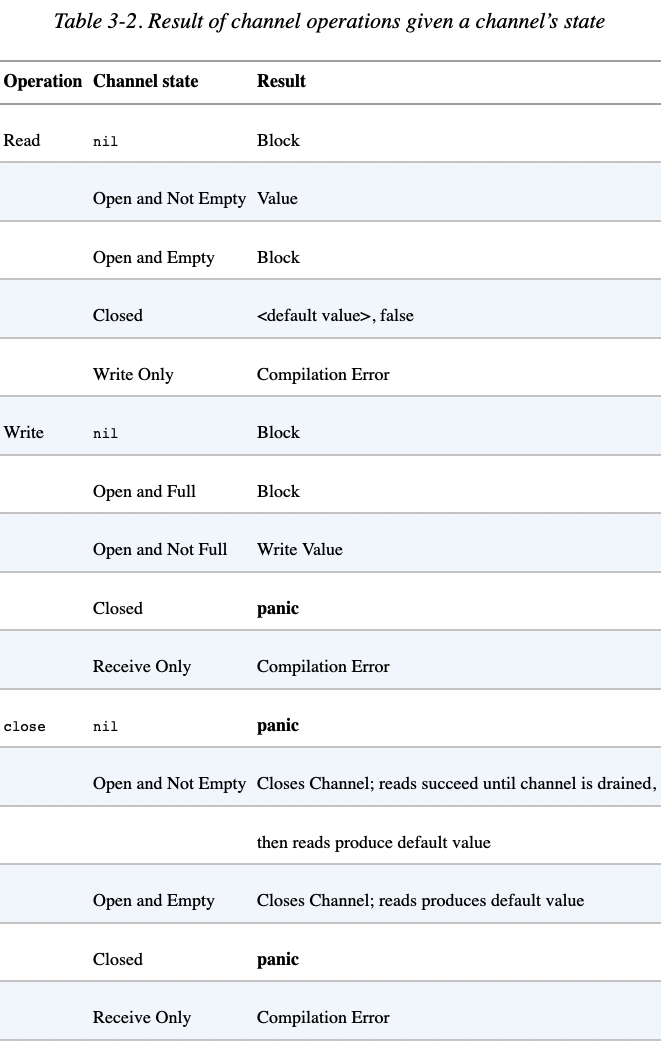 Table 3-2. Result of channel operations given a channel’s state
Operation Channel state Result
Read nil Block
Open and Not Empty Value
Open and Empty Block
Closed <default value>, false
Write Only Compilation Error
Write nil Block
Open and Full Block
Open and Not Full Write Value
Closed panic
Receive Only Compilation Error
close nil panic
Open and Not Empty Closes Channel; reads succeed until channel is drained,
then reads produce default value
Open and Empty Closes Channel; reads produces default value
Closed panic
Receive Only Compilation Error